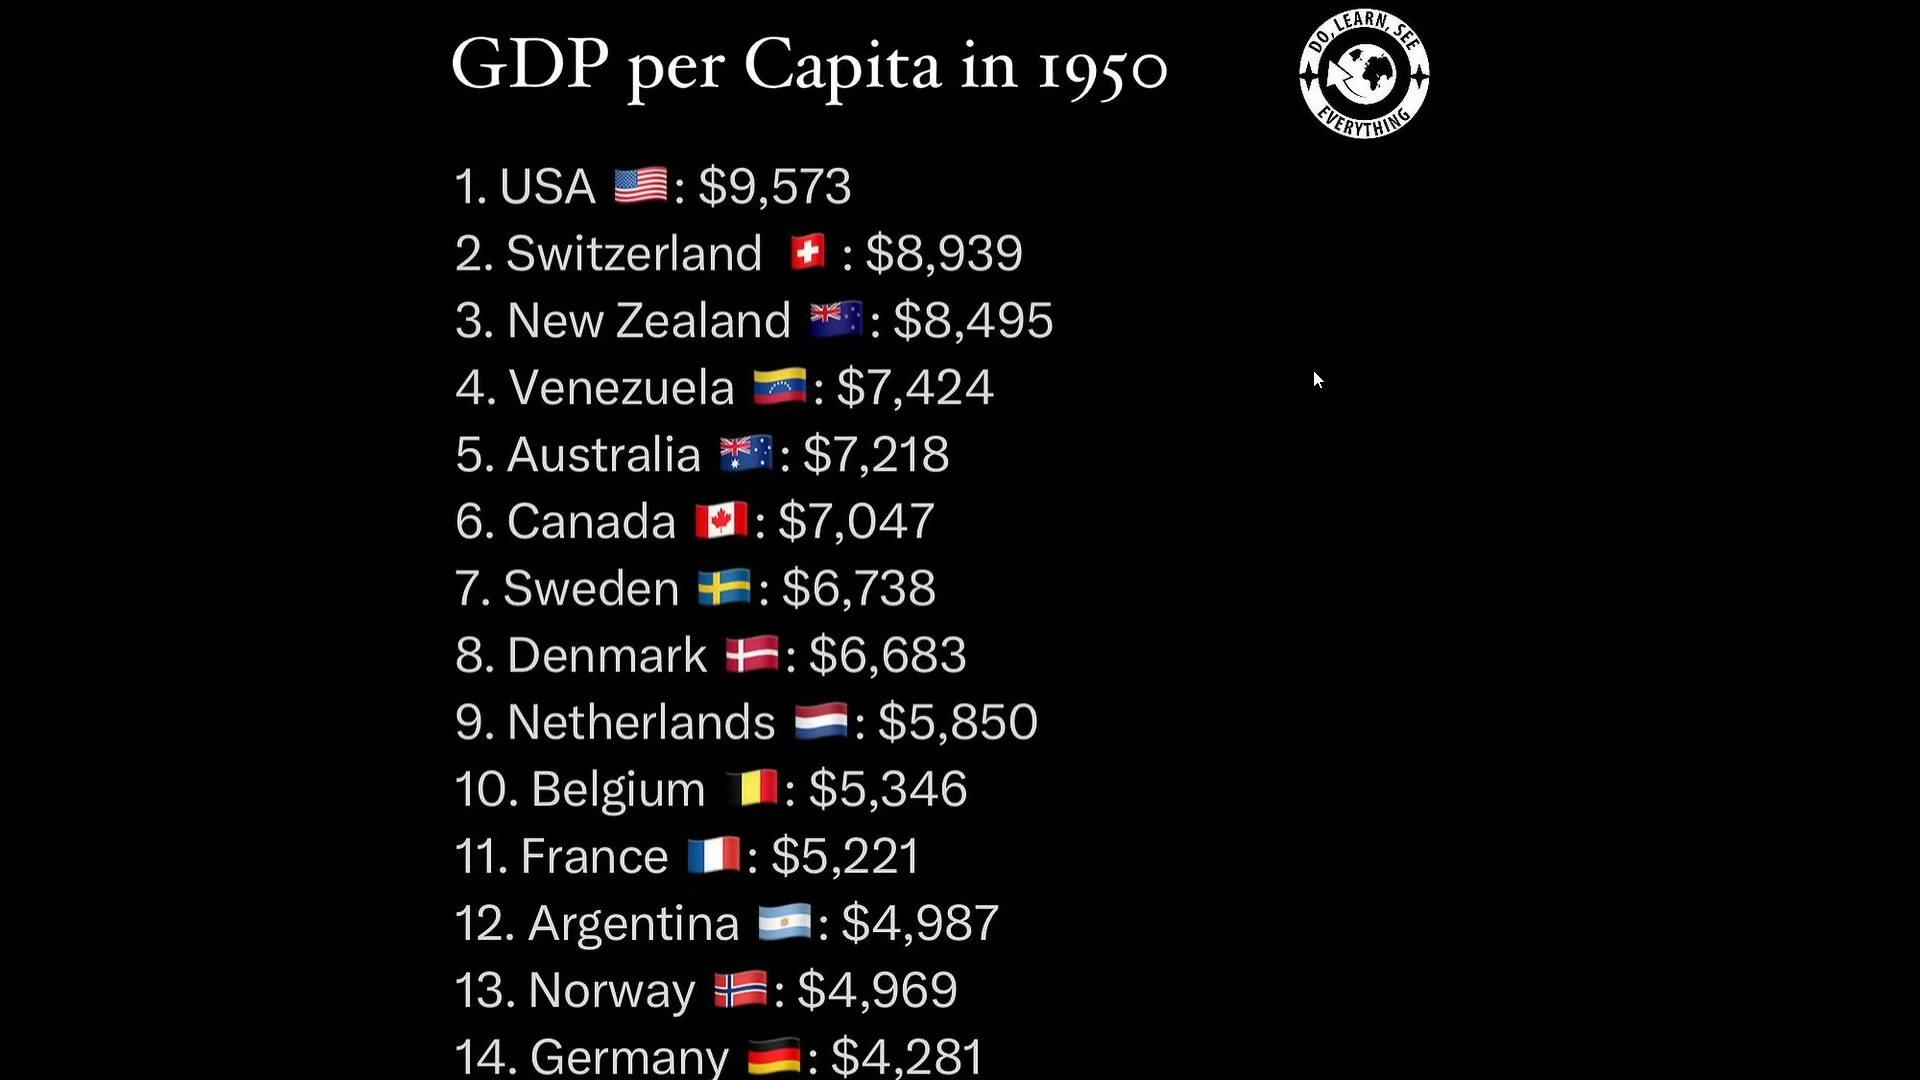 GDP per Capita in 1950
DO, LEARN, SEE
EVERYTHING
1. USA 🇺🇸: $9,573
2. Switzerland 🇨🇭: $8,939
3. New Zealand 🇳🇿: $8,495
4. Venezuela 🇻🇪: $7,424
5. Australia 🇦🇺: $7,218
6. Canada 🇨🇦: $7,047
7. Sweden 🇸🇪: $6,738
8. Denmark 🇩🇰: $6,683
9. Netherlands 🇳🇱: $5,850
10. Belgium 🇧🇪: $5,346
11. France 🇫🇷: $5,221
12. Argentina 🇦🇷: $4,987
13. Norway 🇳🇴: $4,969
14. Germany 🇩🇪: $4,281